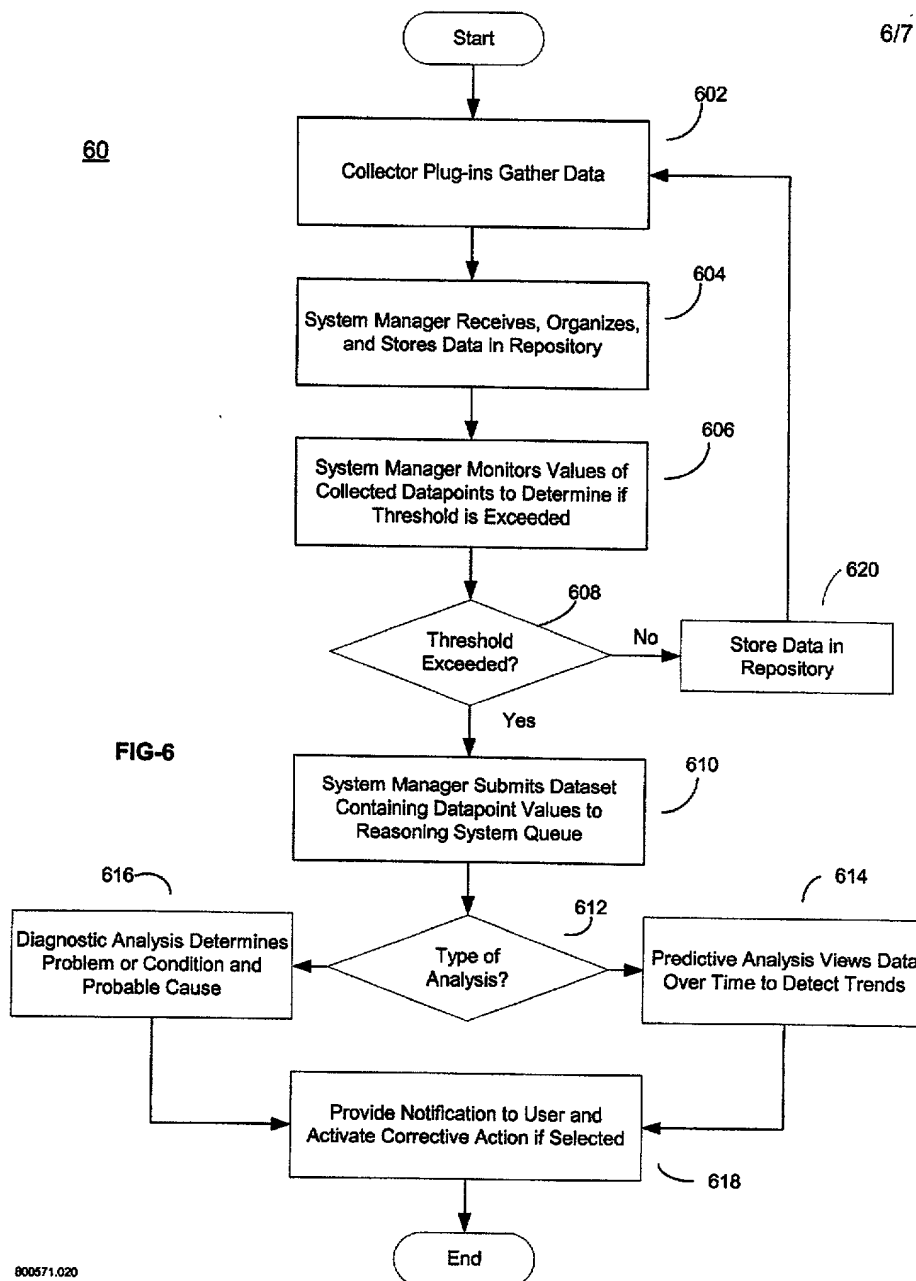 Start
6/7
602
60
Collector Plug-ins Gather Data
604
System Manager Receives, Organizes,
and Stores Data in Repository
606
System Manager Monitors Values of
Collected Datapoints to Determine if
Threshold is Exceeded
608
620
Threshold
Exceeded?
No
Store Data in
Repository
Yes
FIG-6
610
System Manager Submits Dataset
Containing Datapoint Values to
Reasoning System Queue
616
614
612
Diagnostic Analysis Determines
Problem or Condition and
Probable Cause
Type of
Analysis?
Predictive Analysis Views Data
Over Time to Detect Trends
Provide Notification to User and
Activate Corrective Action if Selected
618
End
800571.020